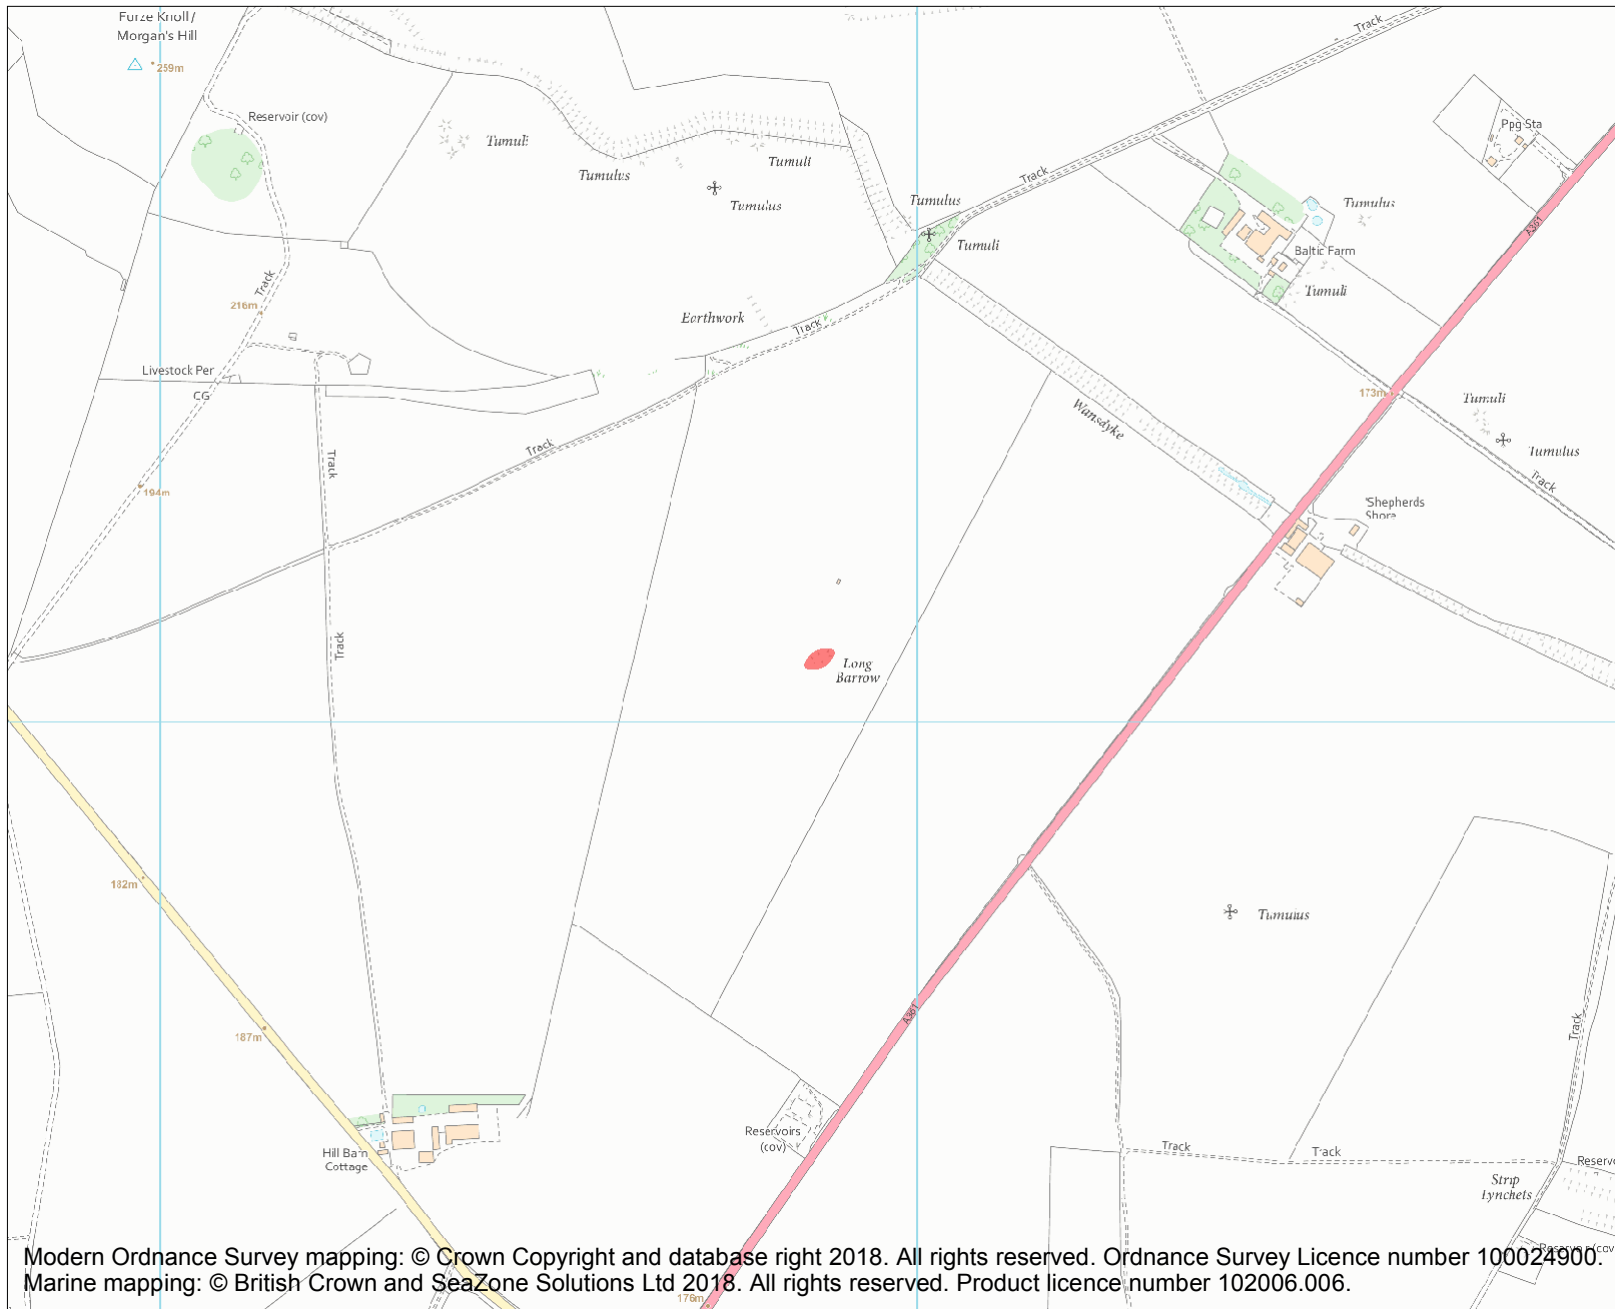 Furze Knoll /
Morgan's Hill
259m
Track
Reservoir (cov)
Tumuli
Tumulus
Tumuli
Tumulus
Tumulus
Tumuli
Track
Ppg Sta
Tumulus
A361
Baltic Farm
Tumuli
Track
216m
Earthwork
Track
Livestock Pen
CG
173m
Tumuli
Wansdyke
Tumulus
Track
Track
Track
194m
Shepherds
Shore
Track
Long
Barrow
182m
Tumulus
A361
187m
Track
Reservoirs
(cov)
Hill Barn
Cottage
Track
Track
Strip
Lynchets
Reservo
Reservoir (cov
176m
Modern Ordnance Survey mapping: © Crown Copyright and database right 2018. All rights reserved. Ordnance Survey Licence number 100024900.
Marine mapping: © British Crown and SeaZone Solutions Ltd 2018. All rights reserved. Product licence number 102006.006.